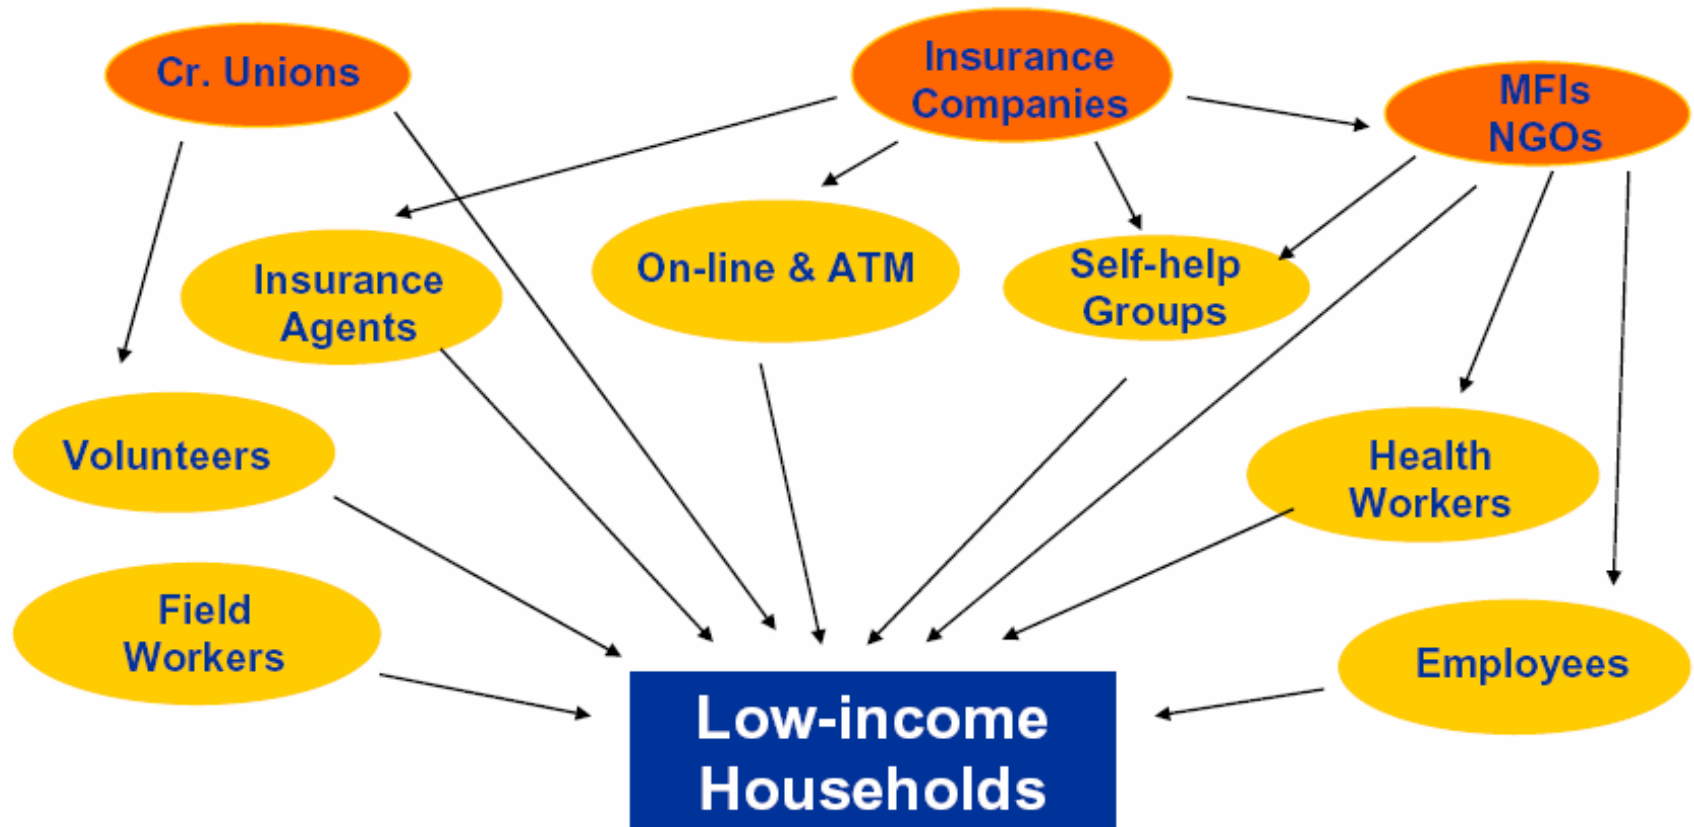 Cr. Unions
Insurance
Companies
MFIs
NGOs
Insurance
Agents
On-line & ATM
Self-help
Groups
Volunteers
Health
Workers
Field
Workers
Employees
Low-income
Households